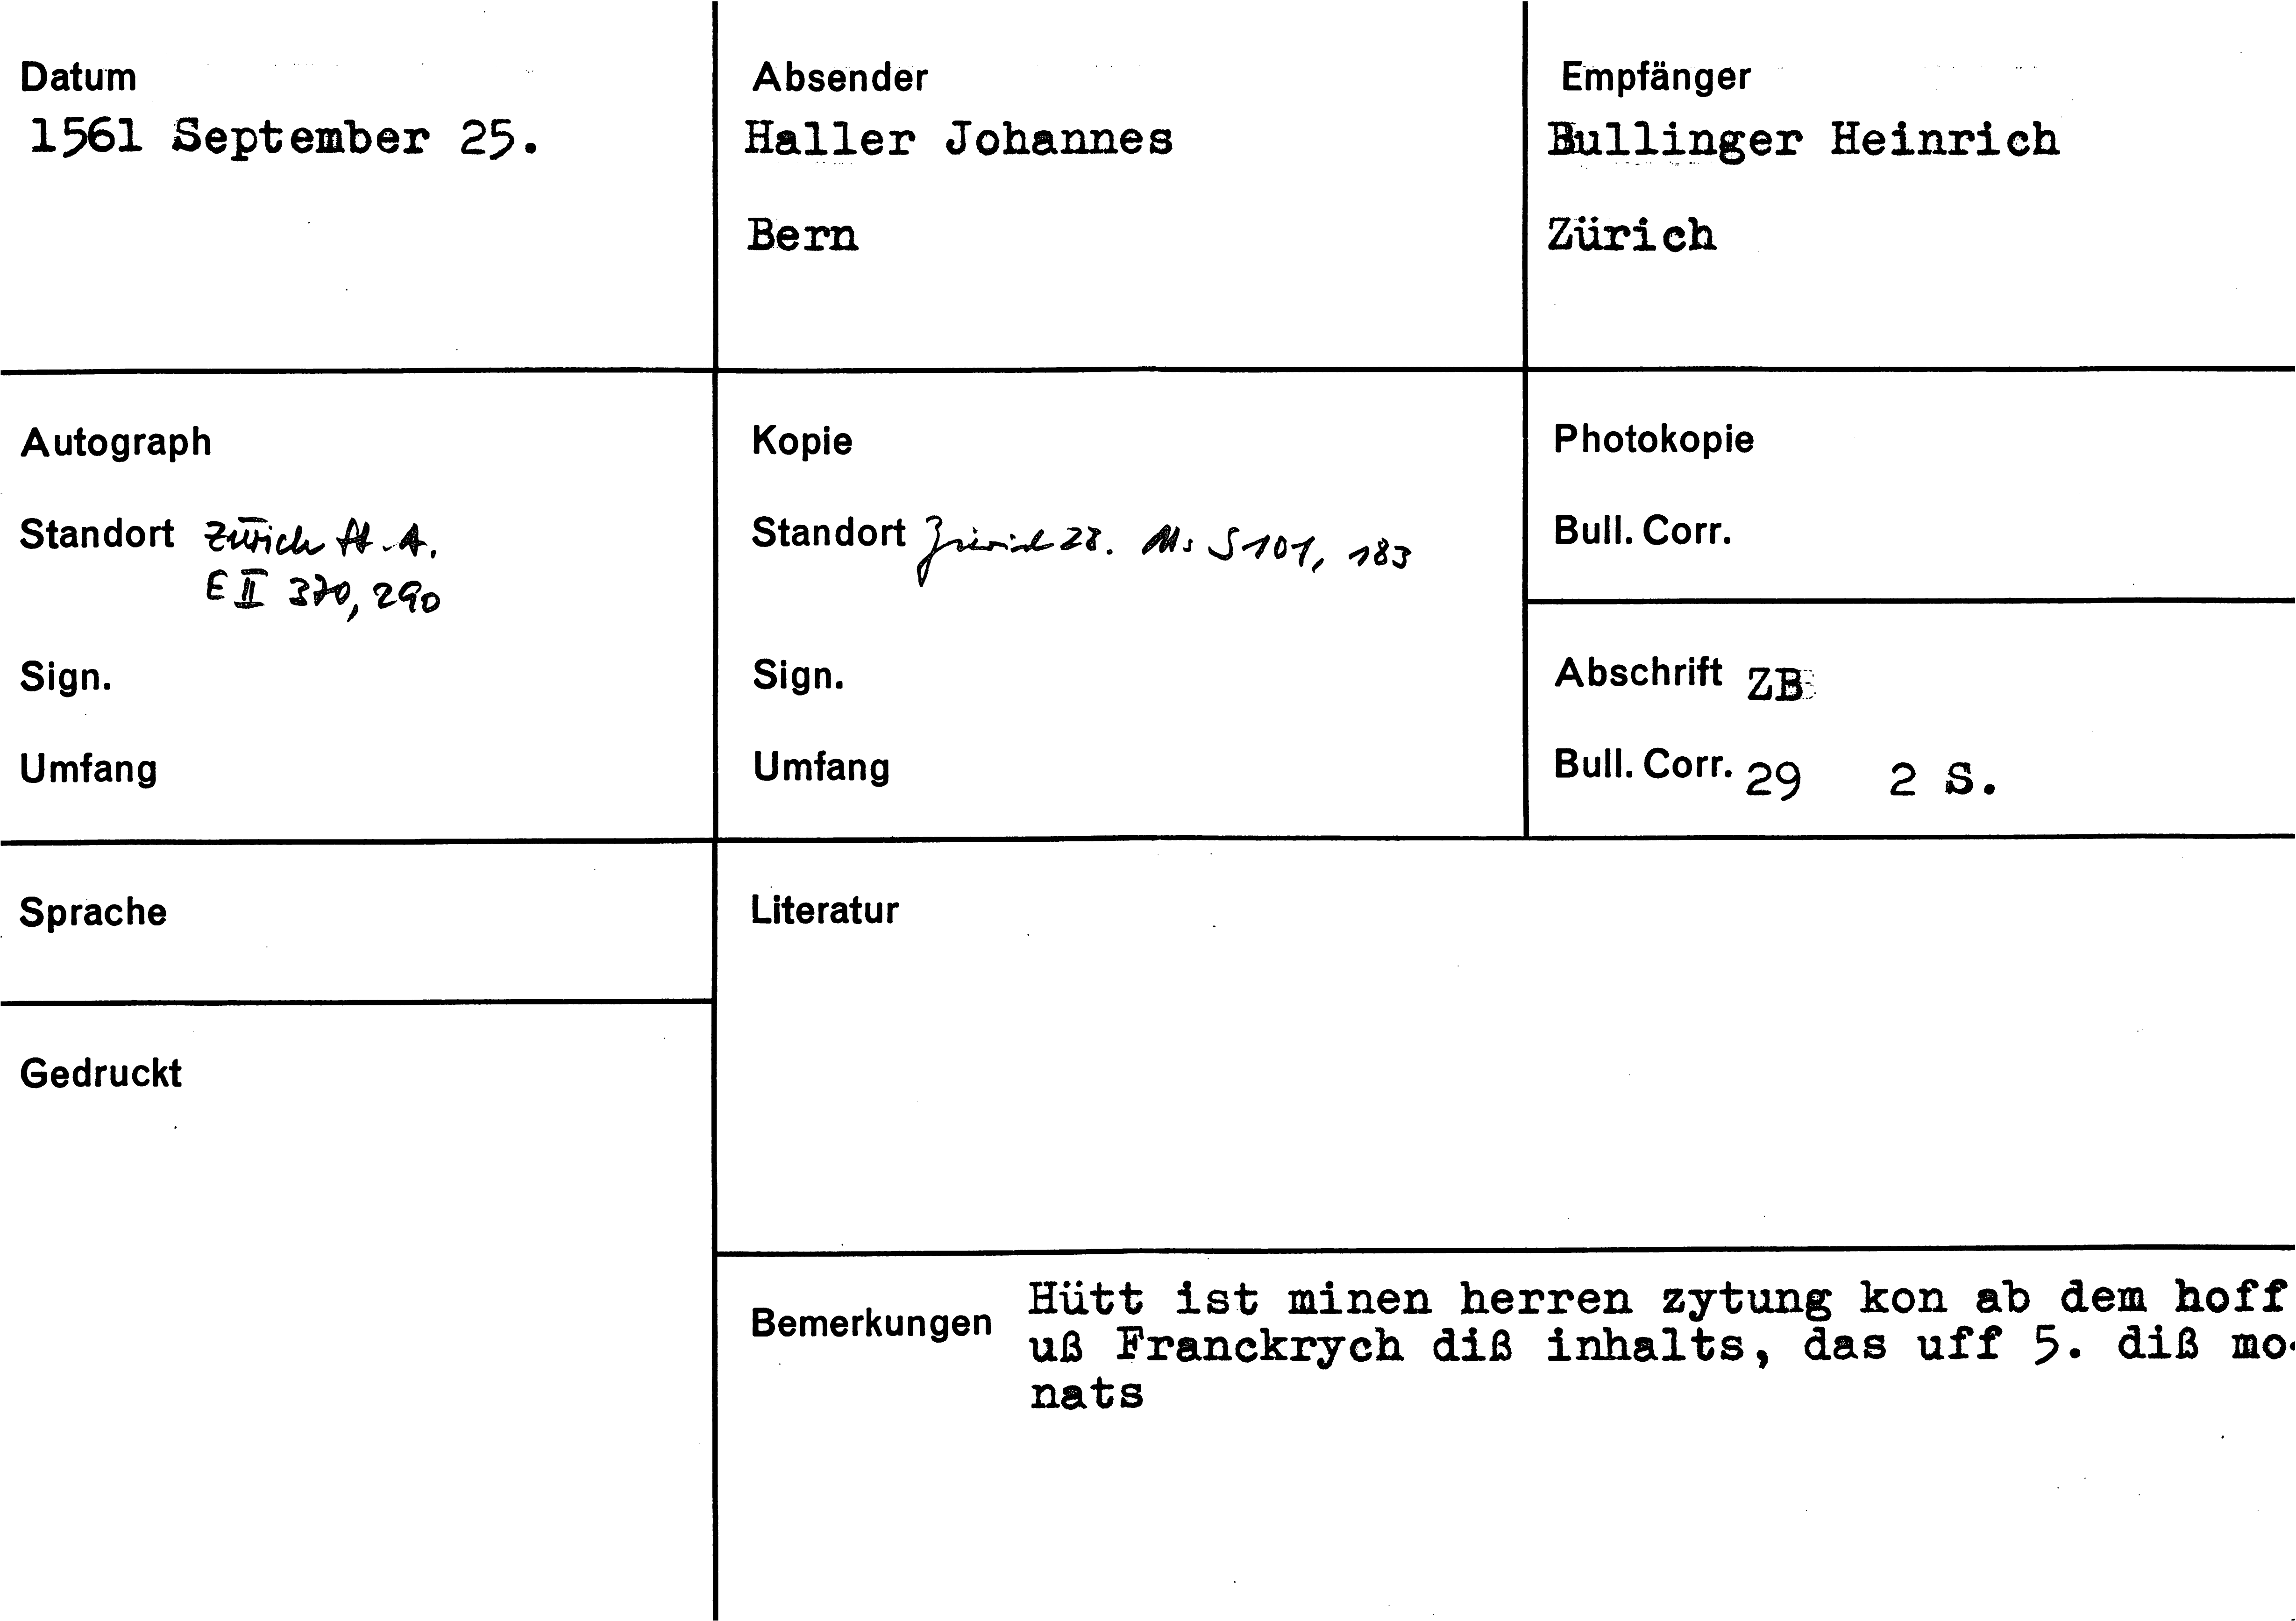 Datum
1561 September 25.
Absender
Haller Johannes
Bern
Empfänger
Bullinger Heinrich
Zürich
Autograph
Standort Zürich StA.
E II 370, 290
Sign.
Umfang
Kopie
Standort Zürich ZB. Ms S 101, 183
Sign.
Umfang
Photokopie
Bull. Corr.
Abschrift ZB
Bull. Corr. 29 2 S.
Sprache
Gedruckt
Literatur
Bemerkungen Hütt ist minen herren zytung kon ab dem hoff
uß Franckrych diß inhalts, das uff 5. diß mo-
nats